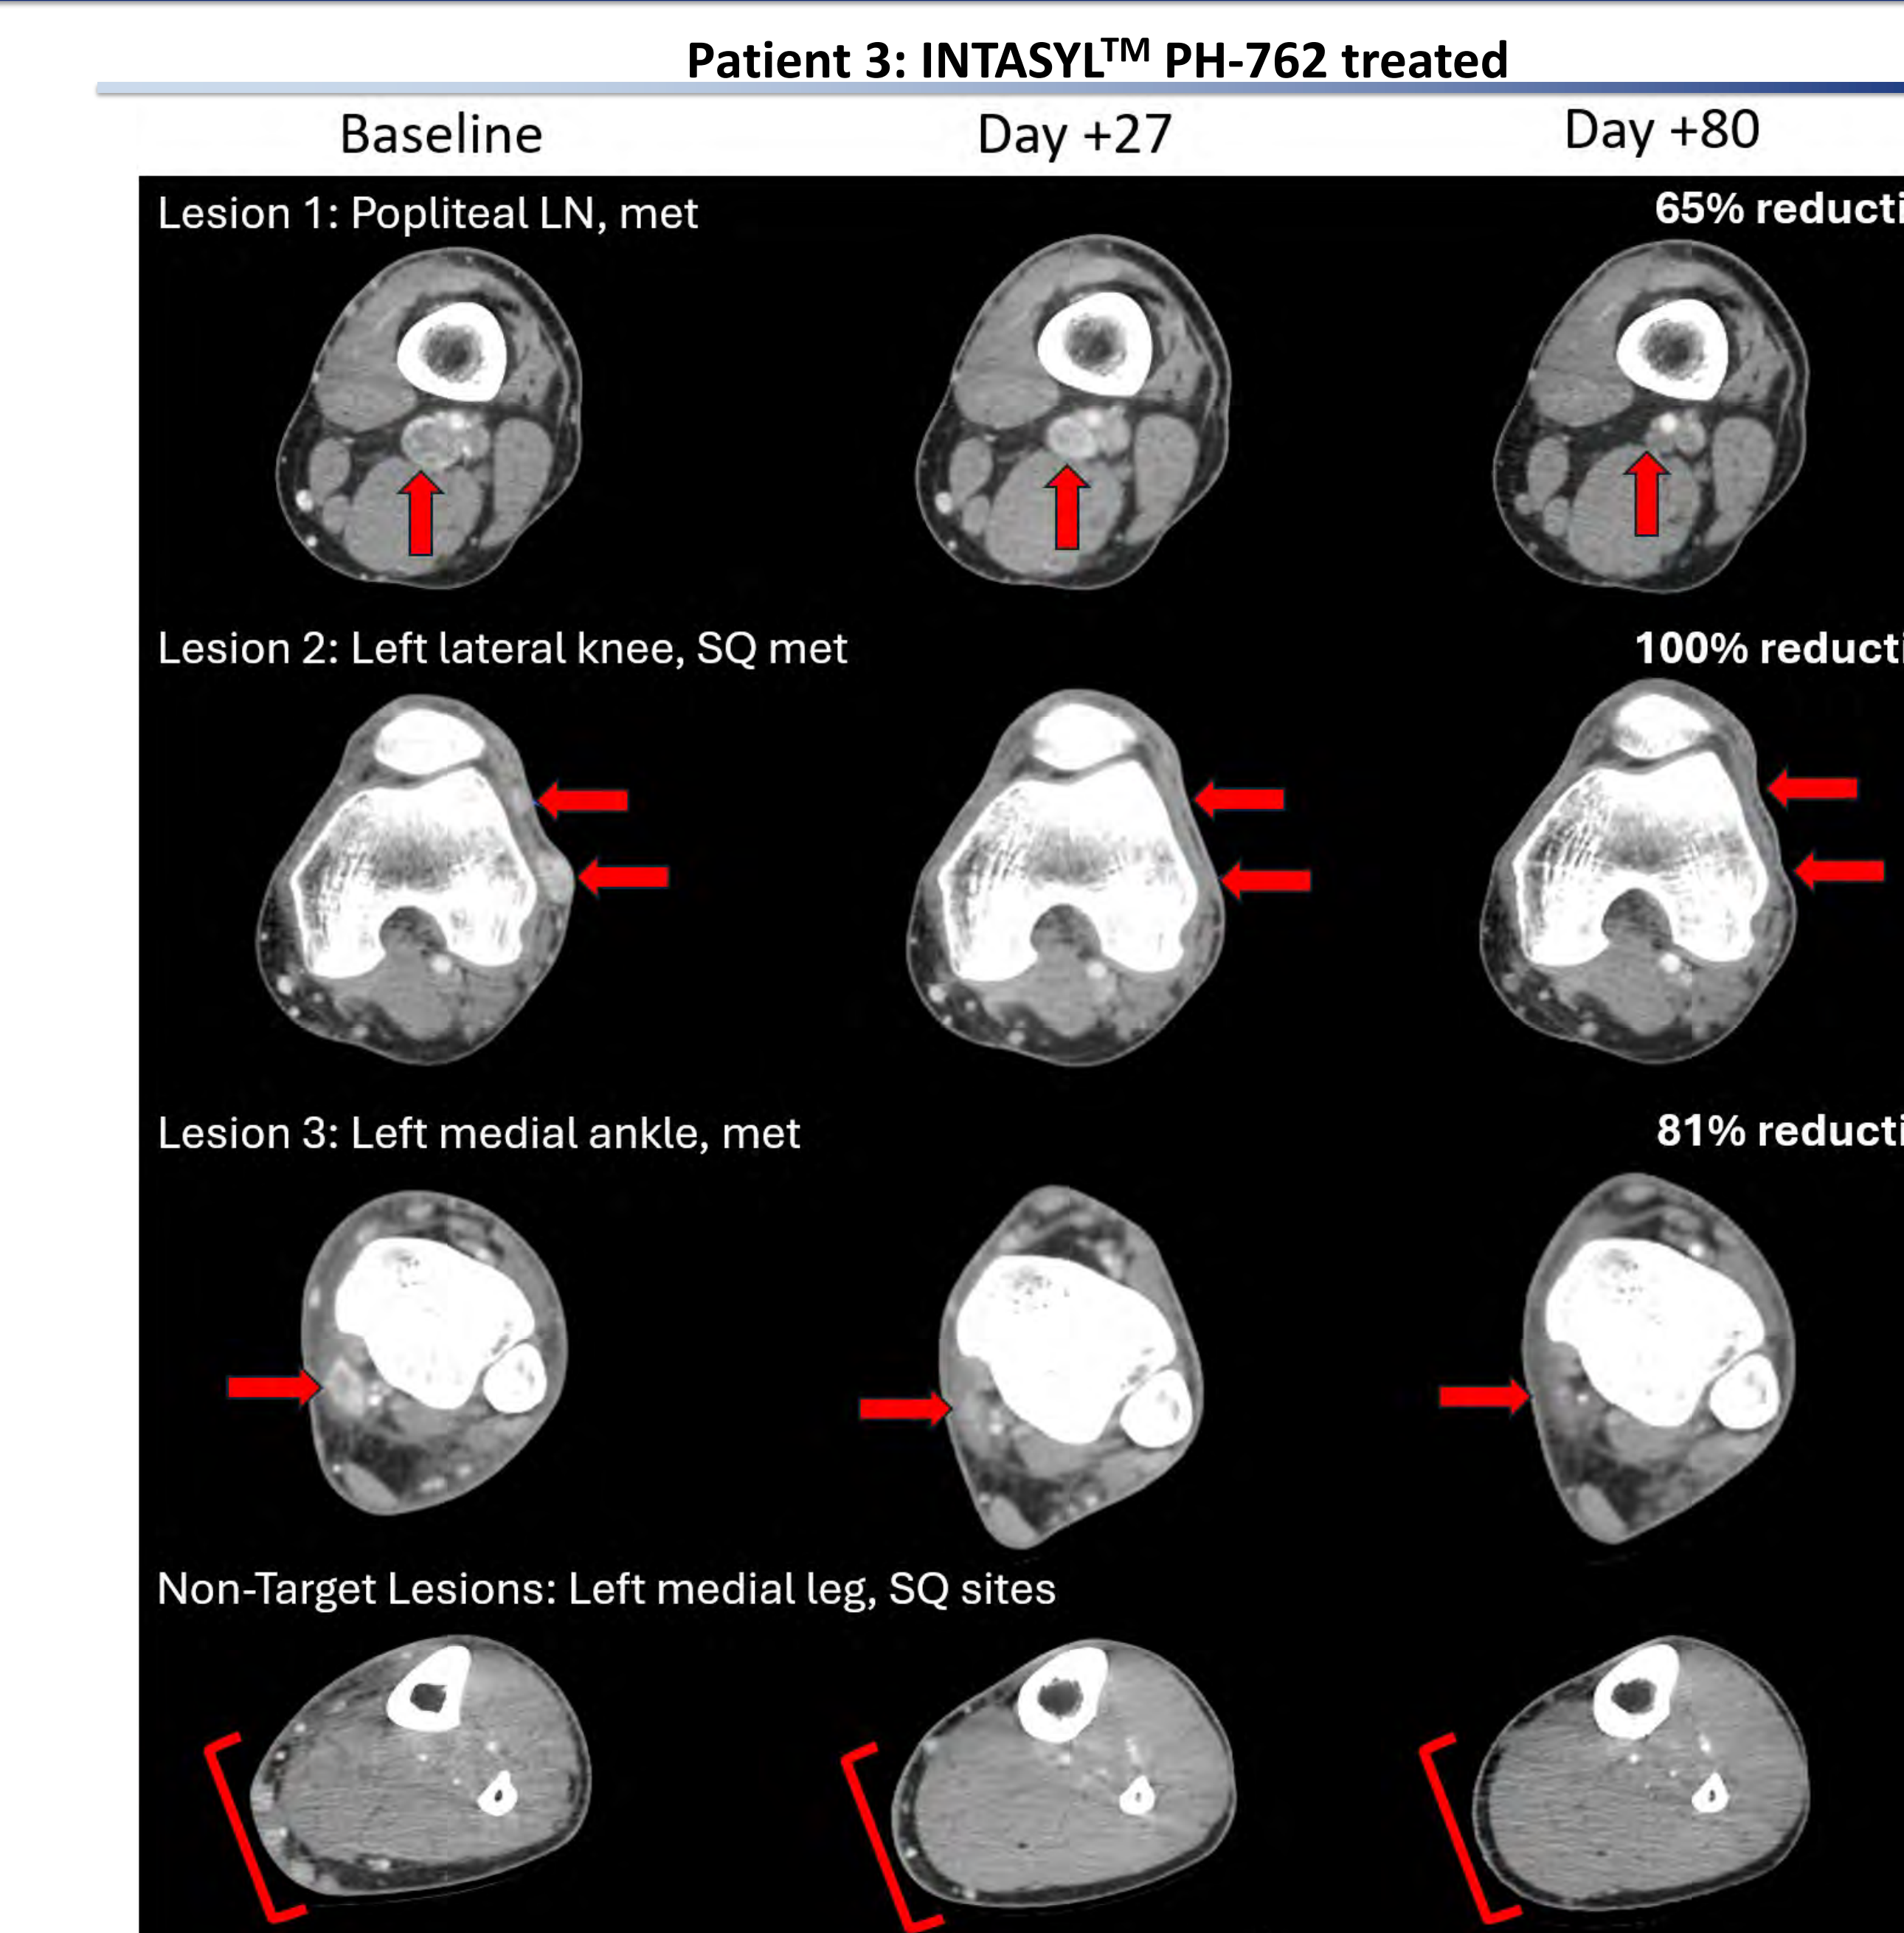 Patient 3: INTASYL™ PH-762 treated
Baseline Day +27 Day +80
Lesion 1: Popliteal LN, met 65% reducti
Lesion 2: Left lateral knee, SQ met 100% reducti
Lesion 3: Left medial ankle, met 81% reducti
Non-Target Lesions: Left medial leg, SQ sites